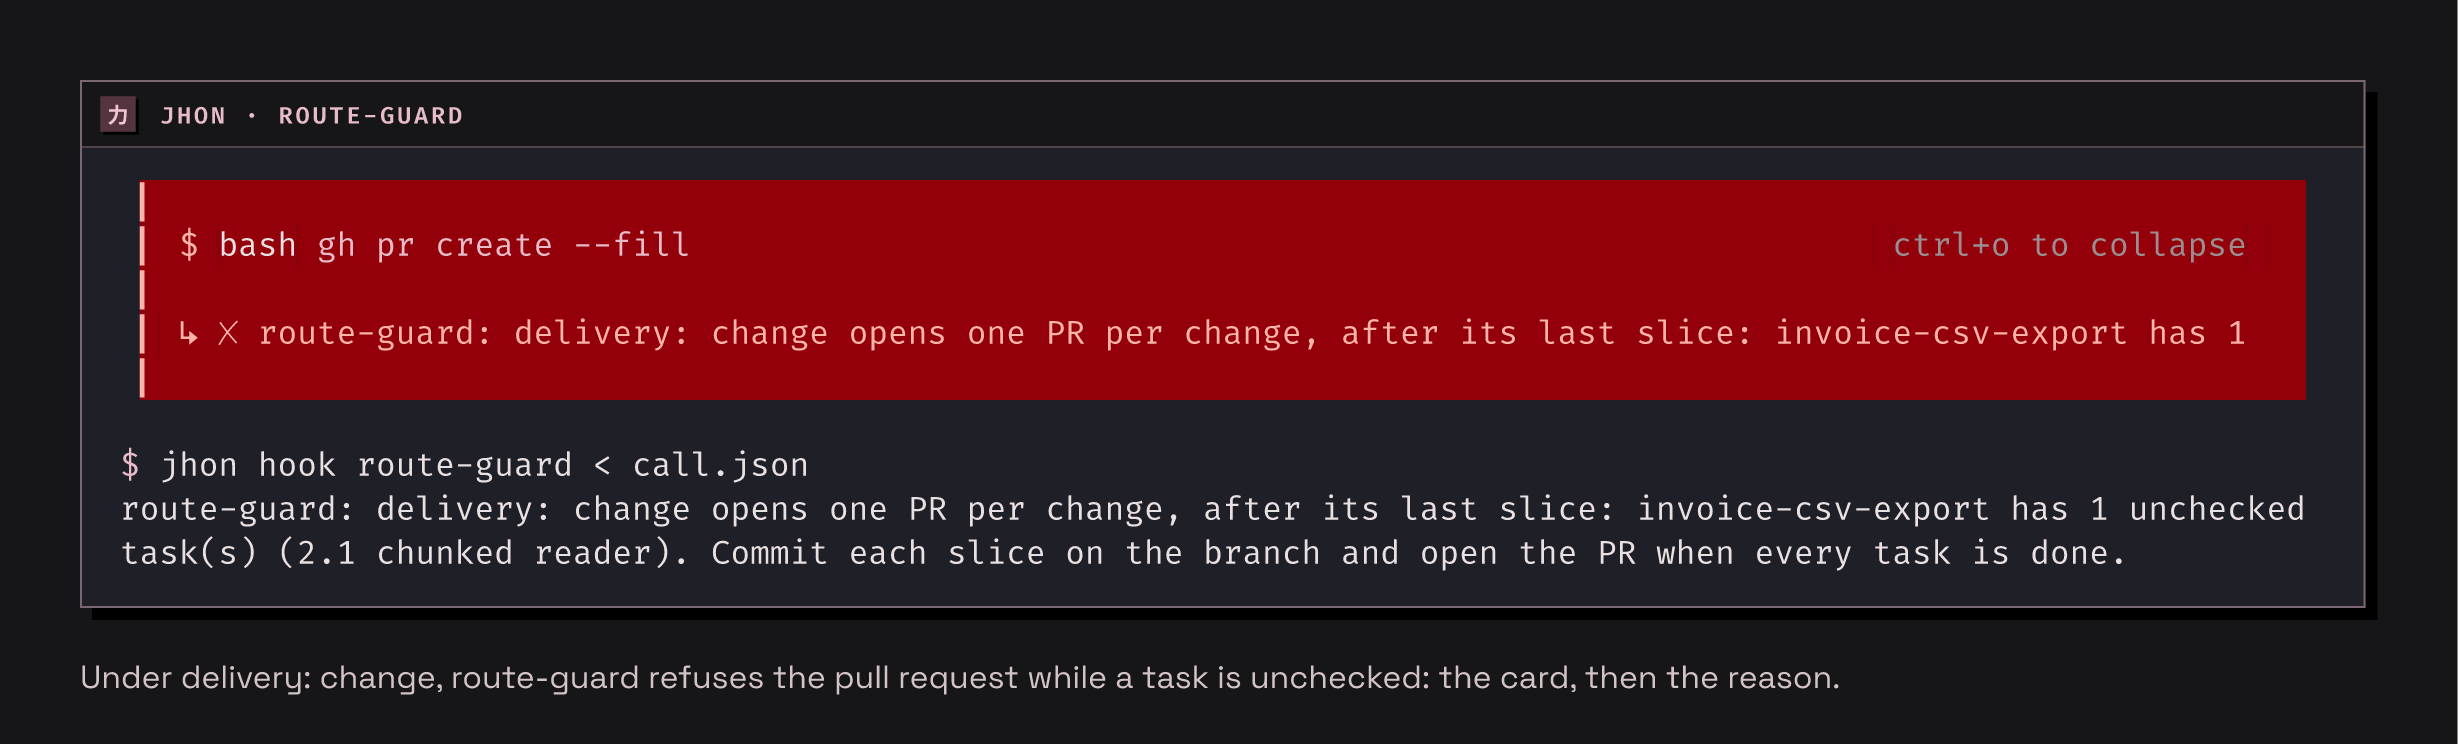 力 JHON · ROUTE-GUARD
$ bash gh pr create --fill ctrl+o to collapse
↳ ✗ route-guard: delivery: change opens one PR per change, after its last slice: invoice-csv-export has 1
$ jhon hook route-guard < call.json
route-guard: delivery: change opens one PR per change, after its last slice: invoice-csv-export has 1 unchecked
task(s) (2.1 chunked reader). Commit each slice on the branch and open the PR when every task is done.
Under delivery: change, route-guard refuses the pull request while a task is unchecked: the card, then the reason.